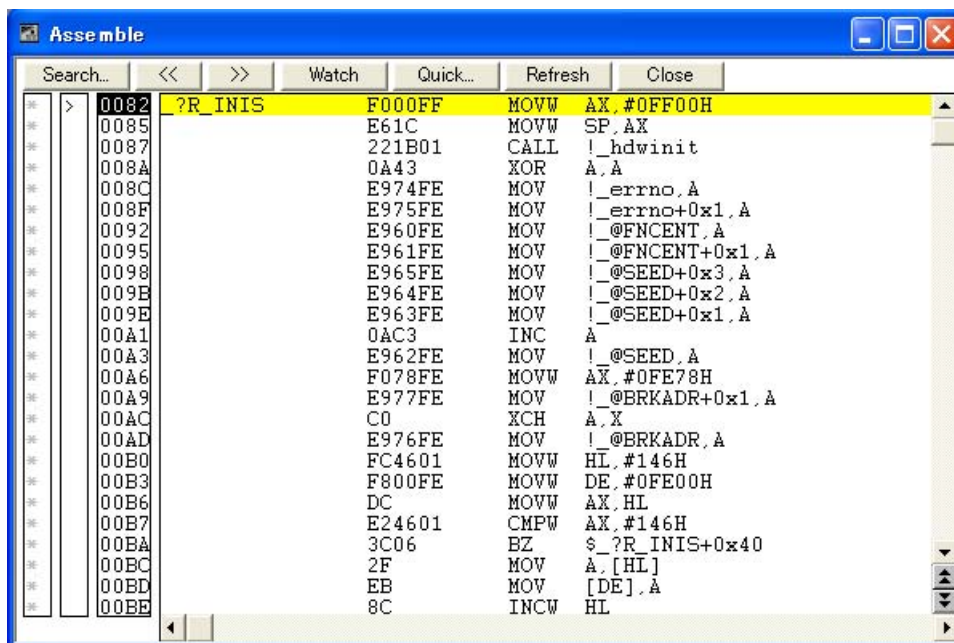 Assemble
Search... << >> Watch Quick... Refresh Close
* > 0082 _?R_INIS F000FF MOVW AX,#0FF00H
* 0085 E61C MOVW SP,AX
* 0087 221B01 CALL !_hdwinit
* 008A 0A43 XOR A,A
* 008C E974FE MOV !_errno,A
* 008F E975FE MOV !_errno+0x1,A
* 0092 E960FE MOV !_@FNCENT,A
* 0095 E961FE MOV !_@FNCENT+0x1,A
* 0098 E965FE MOV !_@SEED+0x3,A
* 009B E964FE MOV !_@SEED+0x2,A
* 009E E963FE MOV !_@SEED+0x1,A
* 00A1 0AC3 INC A
* 00A3 E962FE MOV !_@SEED,A
* 00A6 F078FE MOVW AX,#0FE78H
* 00A9 E977FE MOV !_@BRKADR+0x1,A
* 00AC C0 XCH A,X
* 00AD E976FE MOV !_@BRKADR,A
* 00B0 FC4601 MOVW HL,#146H
* 00B3 F800FE MOVW DE,#0FE00H
* 00B6 DC MOVW AX,HL
* 00B7 E24601 CMPW AX,#146H
* 00BA 3C06 BZ $_?R_INIS+0x40
* 00BC 2F MOV A,[HL]
* 00BD EB MOV [DE],A
* 00BE 8C INCW HL